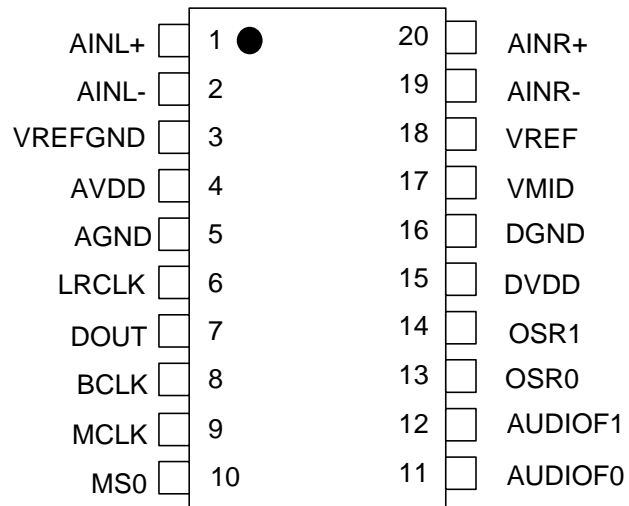 AINL+ 1 20 AINR+
AINL- 2 19 AINR-
VREFGND 3 18 VREF
AVDD 4 17 VMID
AGND 5 16 DGND
LRCLK 6 15 DVDD
DOUT 7 14 OSR1
BCLK 8 13 OSR0
MCLK 9 12 AUDIOF1
MS0 10 11 AUDIOF0